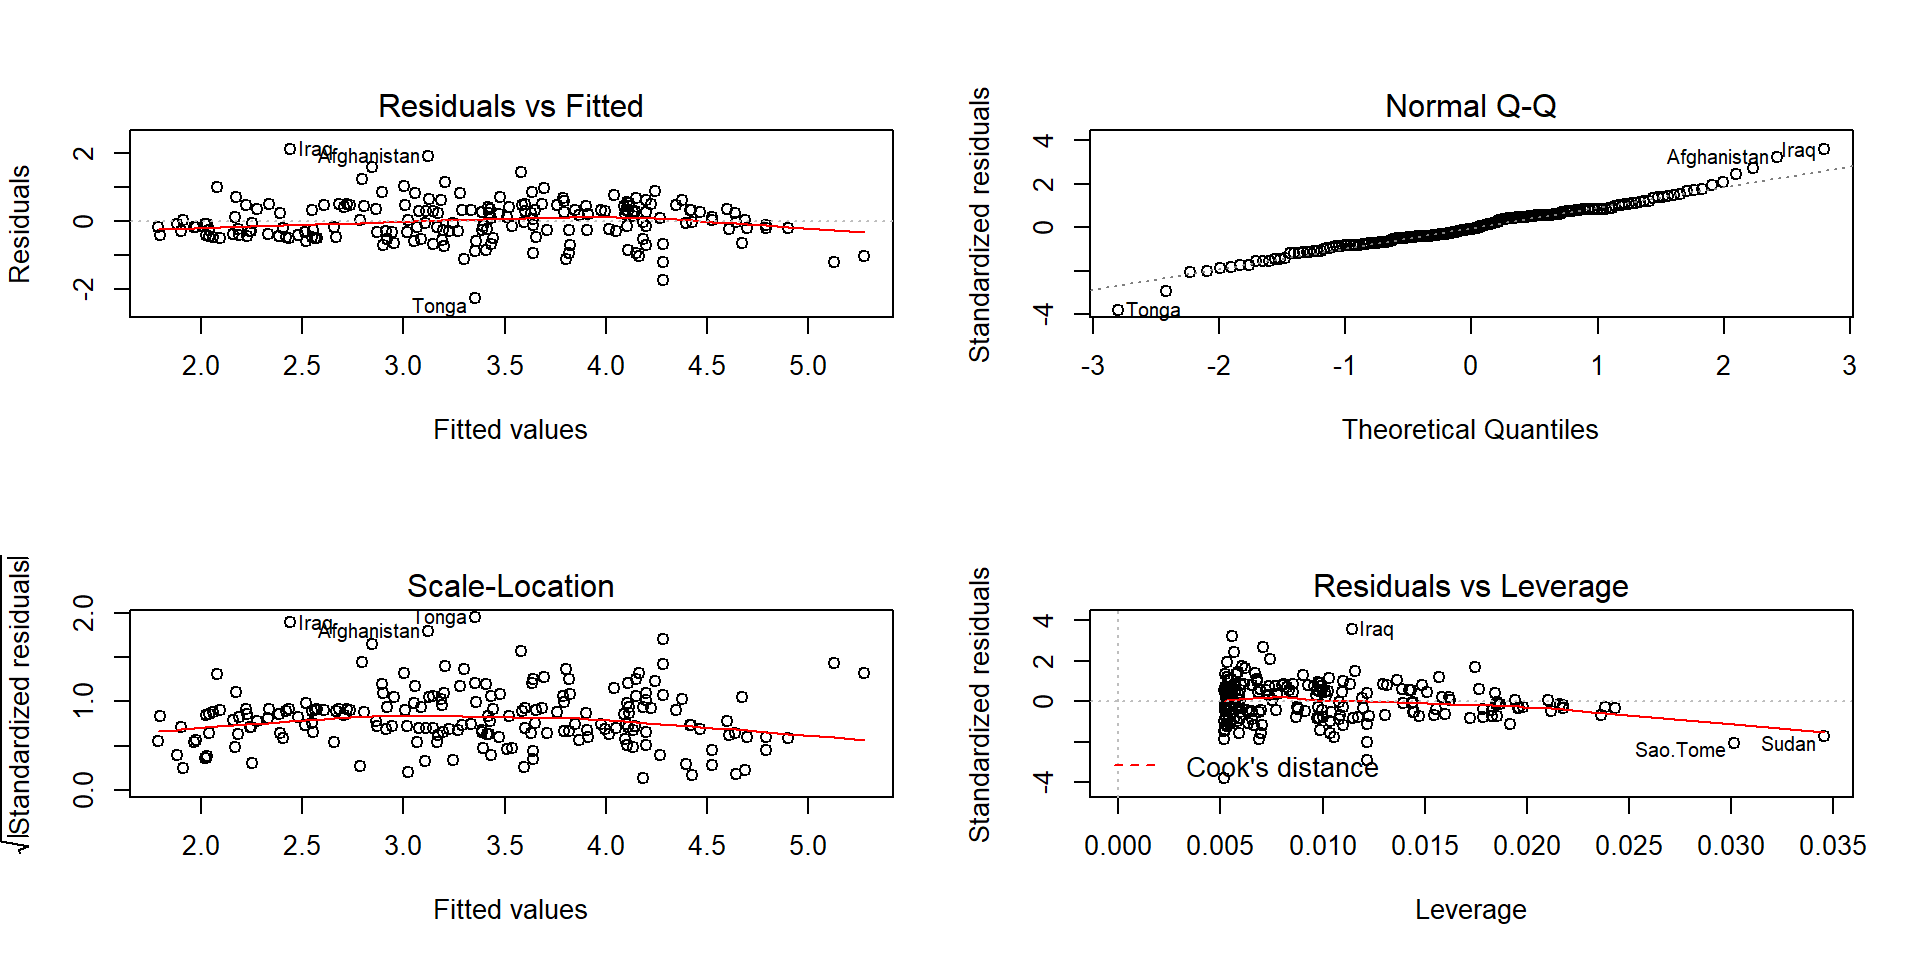 Residuals vs Fitted
Residuals
2
0
-2
Iraq
Afghanistan
Tonga
2.0 2.5 3.0 3.5 4.0 4.5 5.0
Fitted values
Normal Q-Q
Standardized residuals
4
2
0
-4
Afghanistan
Iraq
Tonga
-3 -2 -1 0 1 2 3
Theoretical Quantiles
Scale-Location
√|Standardized residuals|
2.0
1.0
0.0
Iraq
Afghanistan
Tonga
2.0 2.5 3.0 3.5 4.0 4.5 5.0
Fitted values
Residuals vs Leverage
Standardized residuals
4
2
0
-4
Iraq
Sao.Tome
Sudan
Cook's distance
0.000 0.005 0.010 0.015 0.020 0.025 0.030 0.035
Leverage